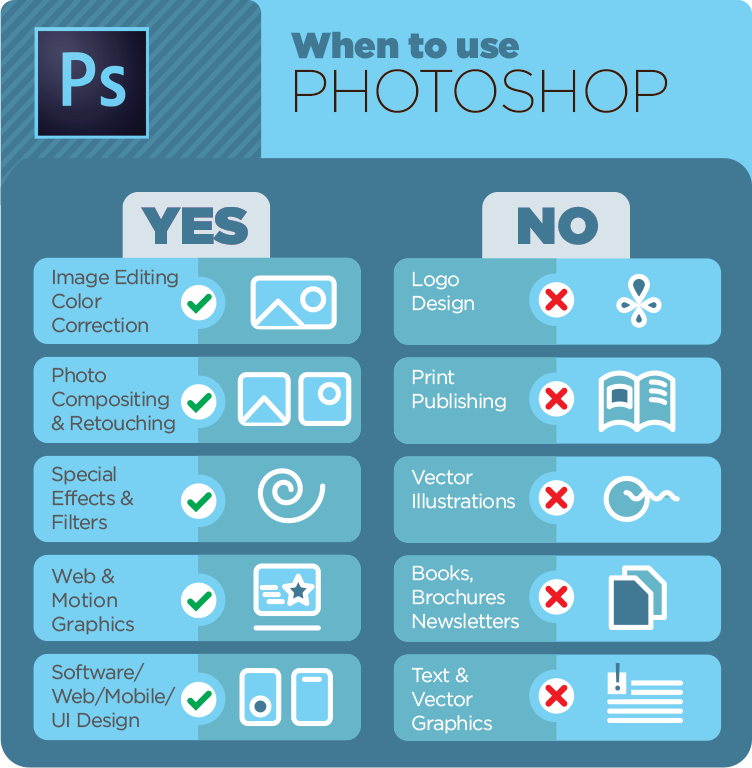 Ps
When to use
PHOTOSHOP
YES
Image Editing
Color
Correction
Photo
Compositing
& Retouching
Special
Effects &
Filters
Web &
Motion
Graphics
Software/
Web/Mobile/
UI Design
NO
Logo
Design
Print
Publishing
Vector
Illustrations
Books,
Brochures
Newsletters
Text &
Vector
Graphics